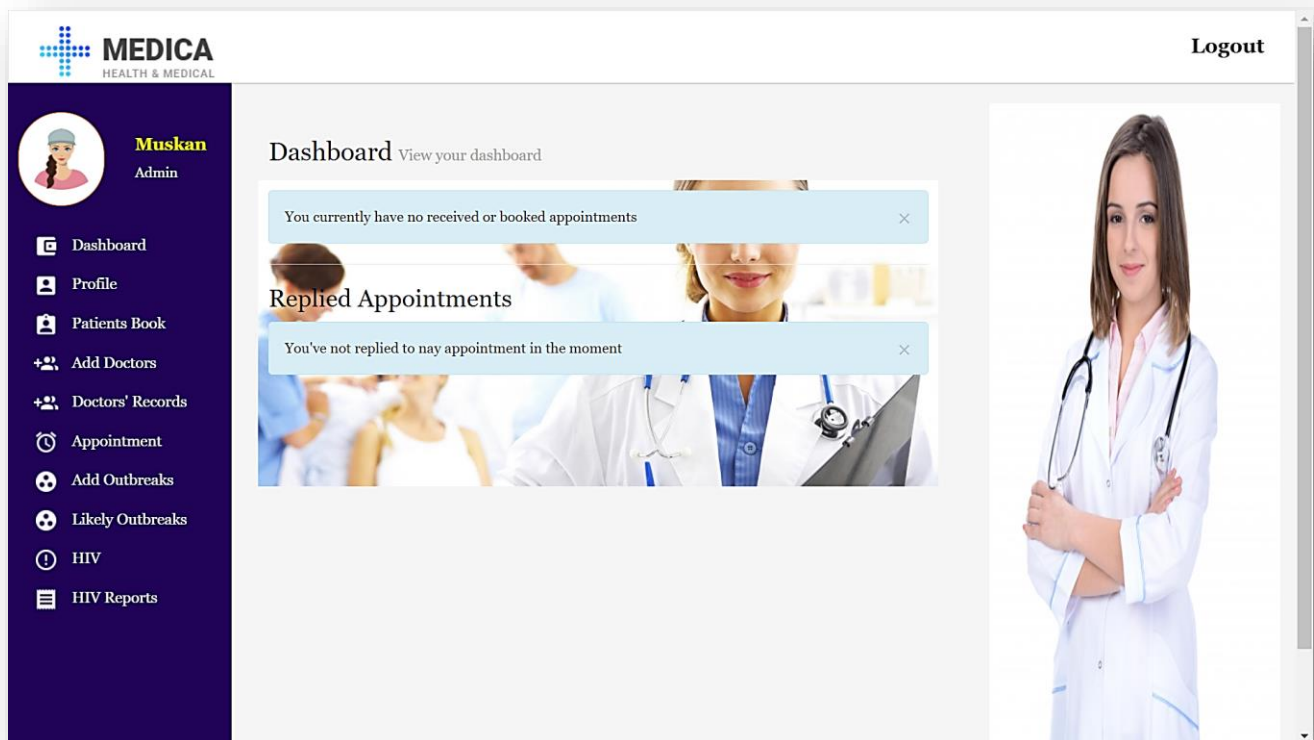 MEDICA
HEALTH & MEDICAL
Logout
Muskan
Admin
Dashboard
Profile
Patients Book
Add Doctors
Doctors' Records
Appointment
Add Outbreaks
Likely Outbreaks
HIV
HIV Reports
Dashboard View your dashboard
You currently have no received or booked appointments ×
Replied Appointments
You've not replied to nay appointment in the moment ×